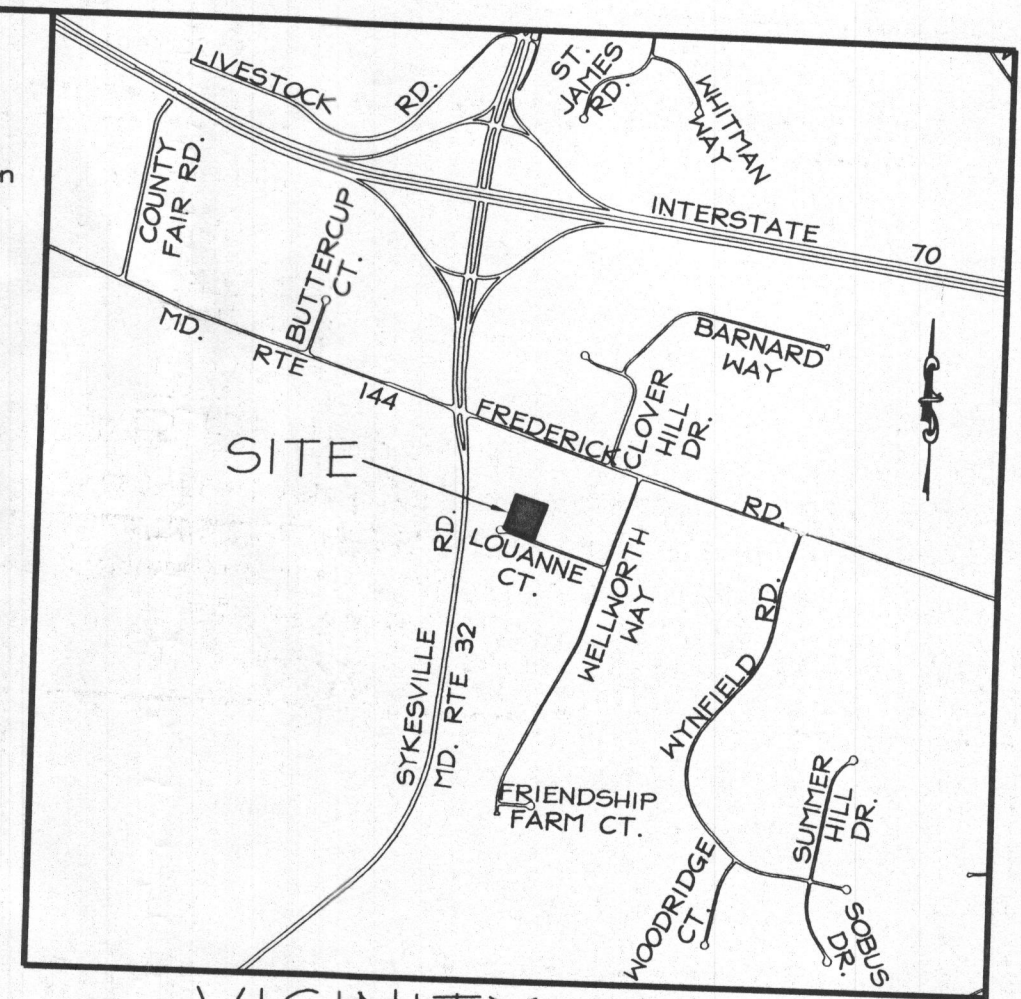 LIVESTOCK RD.
ST. JAMES RD.
WHITMAN WAY
COUNTY FAIR RD.
BUTTERCUP CT.
INTERSTATE 70
MD. RTE 144
BARNARD WAY
FREDERICK RD.
CLOVER HILL DR.
SITE
LOUANNE CT.
SYKESVILLE RD.
MD. RTE 32
WELLWORTH WAY
WYNFIELD RD.
FRIENDSHIP FARM CT.
SUMMER HILL DR.
WOODRIDGE CT.
SOBUS DR.